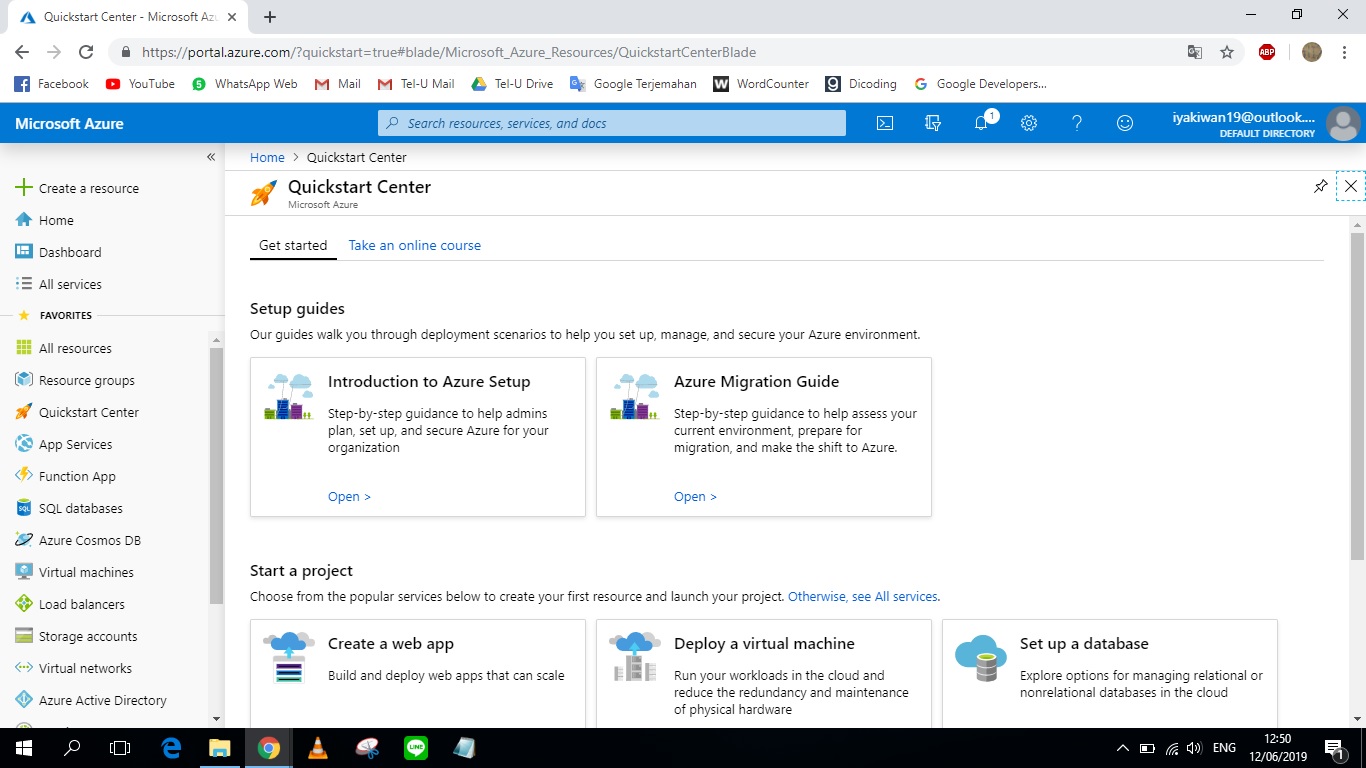 Quickstart Center - Microsoft Azu
https://portal.azure.com/?quickstart=true#blade/Microsoft_Azure_Resources/QuickstartCenterBlade
ABP
Facebook
YouTube
WhatsApp Web
Mail
Tel-U Mail
Tel-U Drive
Google Terjemahan
WordCounter
Dicoding
Google Developers...
Microsoft Azure
Search resources, services, and docs
1
iyakiwan19@outlook....
DEFAULT DIRECTORY
Create a resource
Home
Dashboard
All services
FAVORITES
All resources
Resource groups
Quickstart Center
App Services
Function App
SQL databases
Azure Cosmos DB
Virtual machines
Load balancers
Storage accounts
Virtual networks
Azure Active Directory
Home > Quickstart Center
Quickstart Center
Microsoft Azure
Get started
Take an online course
Setup guides
Our guides walk you through deployment scenarios to help you set up, manage, and secure your Azure environment.
Introduction to Azure Setup
Step-by-step guidance to help admins
plan, set up, and secure Azure for your
organization
Open >
Azure Migration Guide
Step-by-step guidance to help assess your
current environment, prepare for
migration, and make the shift to Azure.
Open >
Start a project
Choose from the popular services below to create your first resource and launch your project. Otherwise, see All services.
Create a web app
Build and deploy web apps that can scale
Deploy a virtual machine
Run your workloads in the cloud and
reduce the redundancy and maintenance
of physical hardware
Set up a database
Explore options for managing relational or
nonrelational databases in the cloud
LINE
ENG
12:50
12/06/2019
1